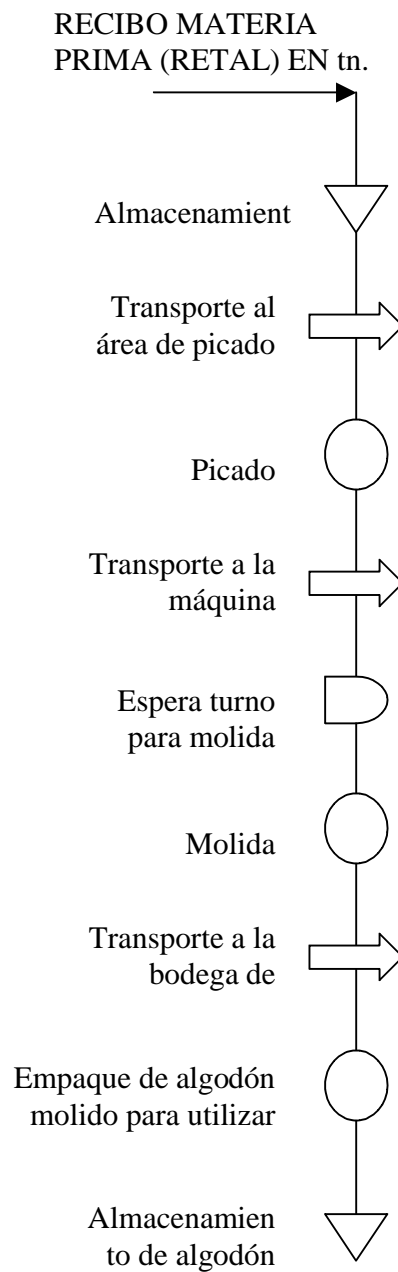 RECIBO MATERIA
PRIMA (RETAL) EN tn.
Almacenamient
Transporte al
área de picado
Picado
Transporte a la
máquina
Espera turno
para molida
Molida
Transporte a la
bodega de
Empaque de algodón
molido para utilizar
Almacenamien
to de algodón